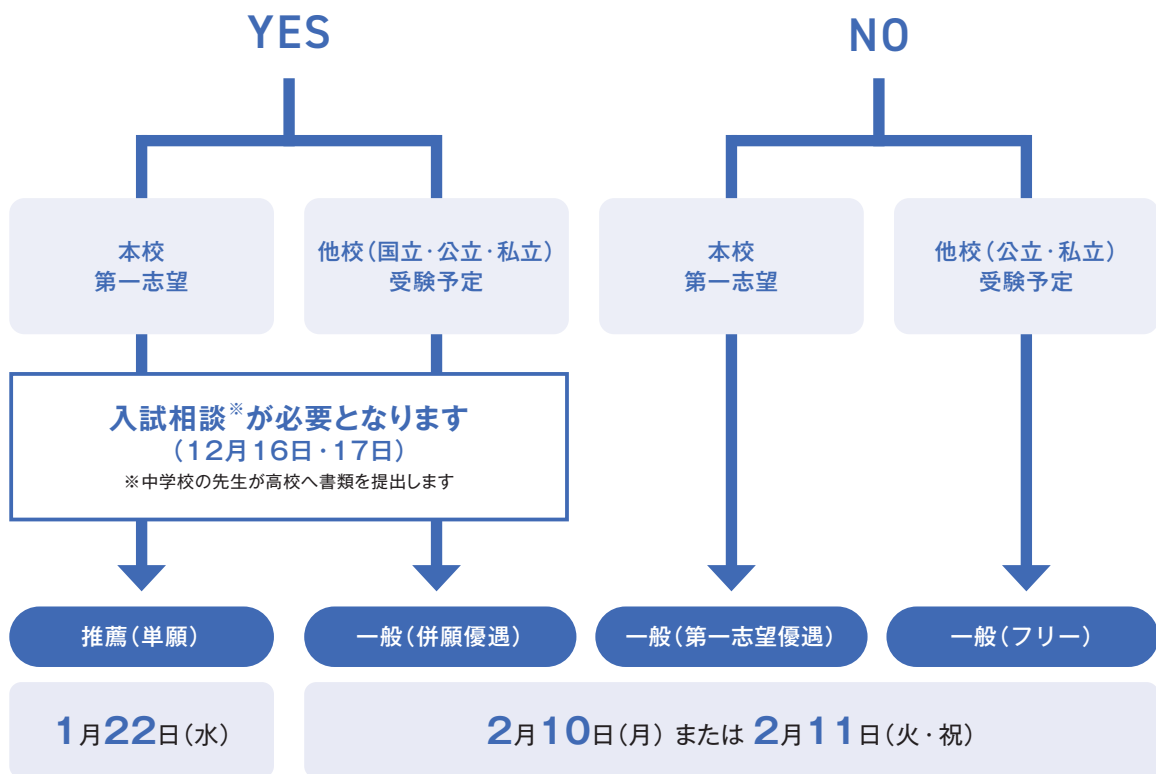 YES
NO
本校
第一志望
他校（国立・公立・私立）
受験予定
本校
第一志望
他校（公立・私立）
受験予定
入試相談※が必要となります
（12月16日・17日）
※中学校の先生が高校へ書類を提出します
推薦（単願）
一般（併願優遇）
一般（第一志望優遇）
一般（フリー）
1月22日（水）
2月10日（月）または2月11日（火・祝）